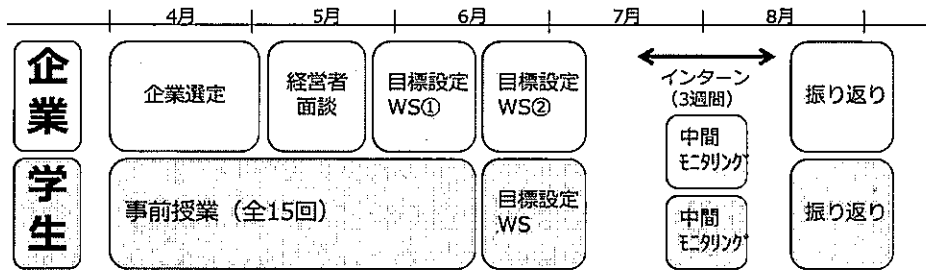 4月 5月 6月 7月 8月
企業
企業選定
経営者
面談
目標設定
WS①
目標設定
WS②
インターン
(3週間)
中間
ﾓﾆﾀﾘﾝｸﾞ
振り返り
学生
事前授業（全15回）
目標設定
WS
中間
ﾓﾆﾀﾘﾝｸﾞ
振り返り